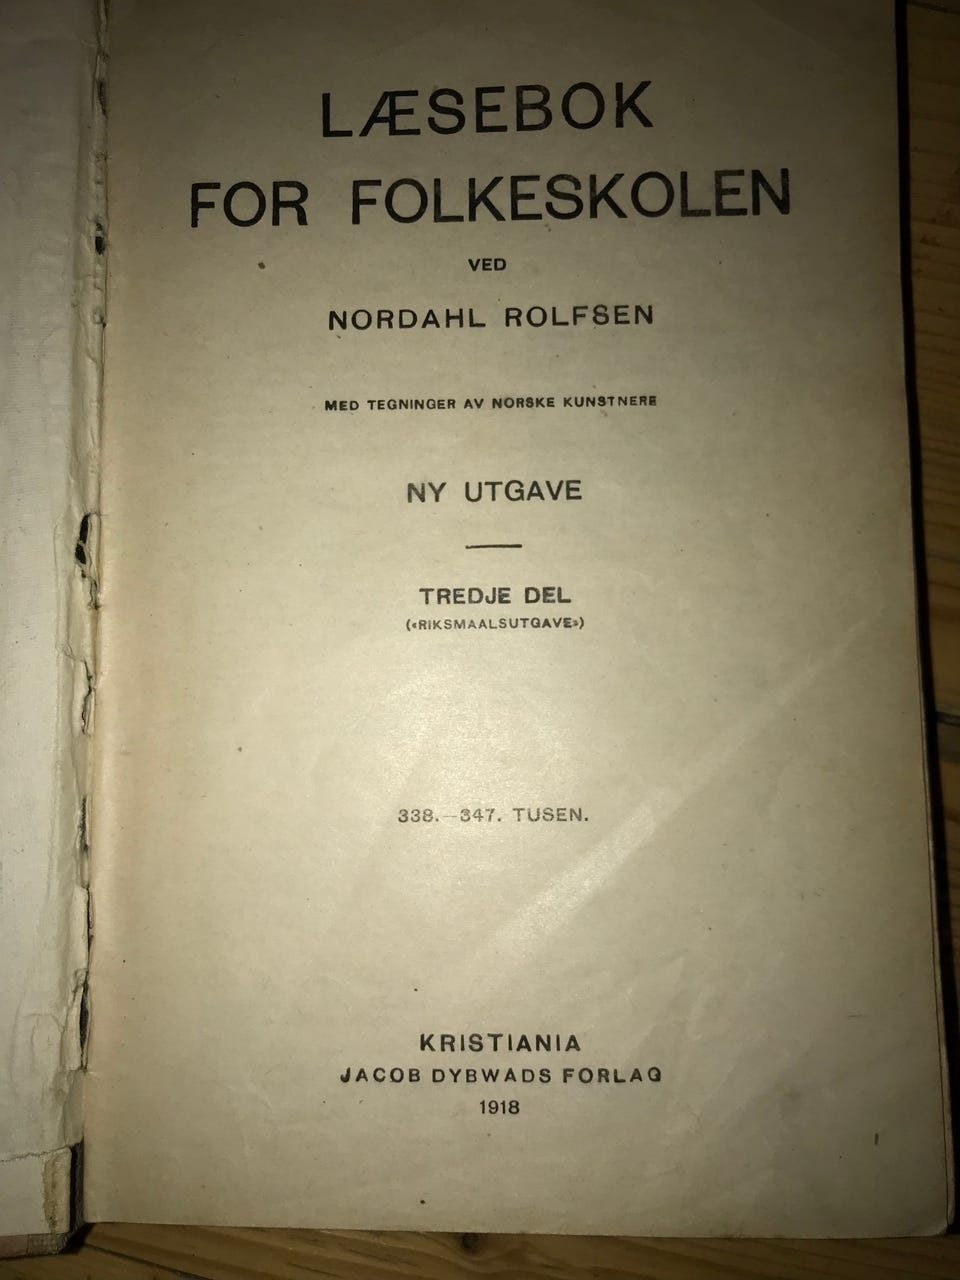 LÆSEBOK
FOR FOLKESKOLEN
VED
NORDAHL ROLFSEN
MED TEGNINGER AV NORSKE KUNSTNERE
NY UTGAVE
TREDJE DEL
(«RIKSMAALSUTGAVE»)
338.—347. TUSEN.
KRISTIANIA
JACOB DYBWADS FORLAG
1918